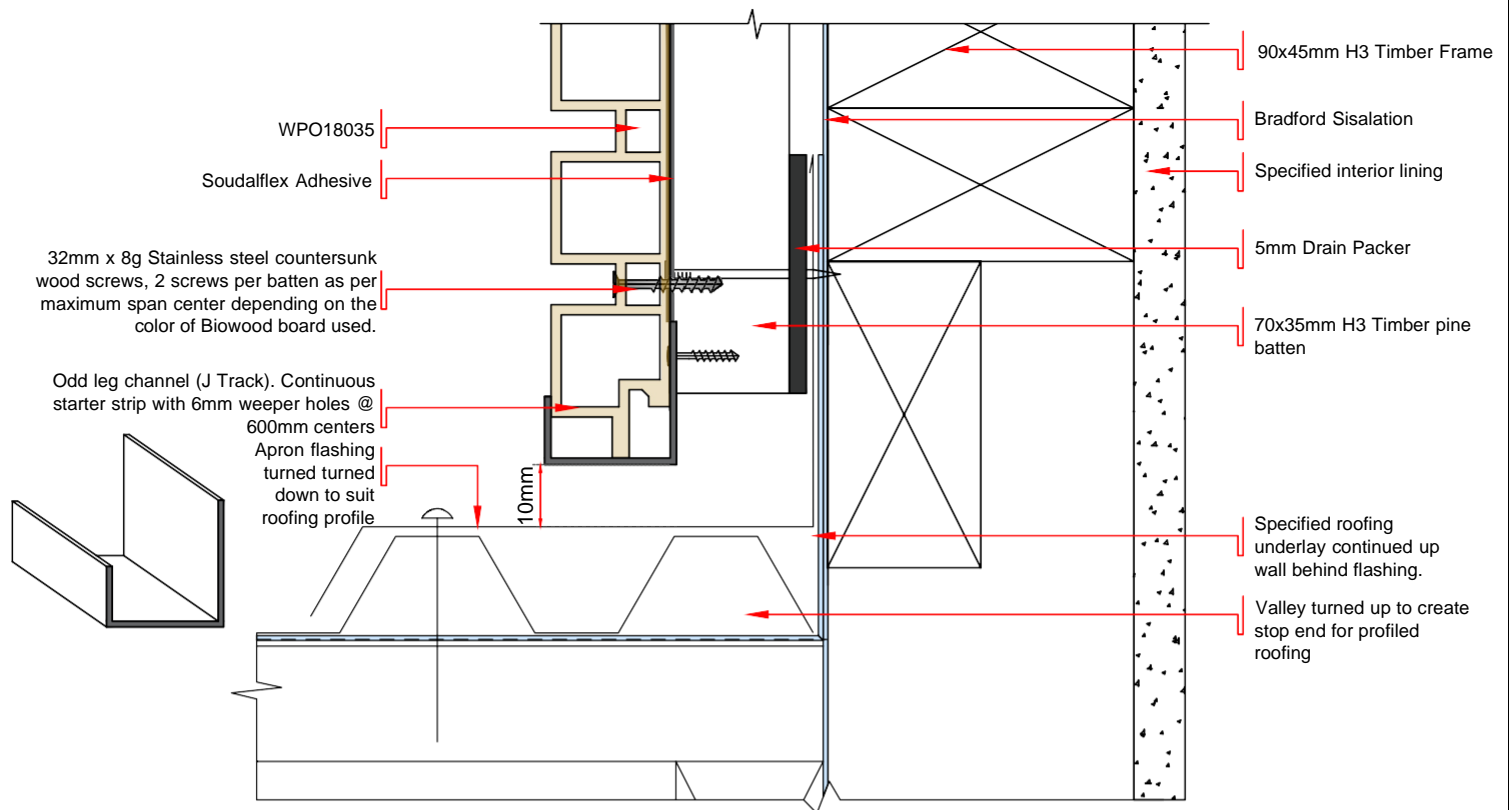 WPO18035
Soudalflex Adhesive
32mm x 8g Stainless steel countersunk
wood screws, 2 screws per batten as per
maximum span center depending on the
color of Biowood board used.
Odd leg channel (J Track). Continuous
starter strip with 6mm weeper holes @
600mm centers
Apron flashing
turned turned
down to suit
roofing profile
10mm
90x45mm H3 Timber Frame
Bradford Sisalation
Specified interior lining
5mm Drain Packer
70x35mm H3 Timber pine
batten
Specified roofing
underlay continued up
wall behind flashing.
Valley turned up to create
stop end for profiled
roofing